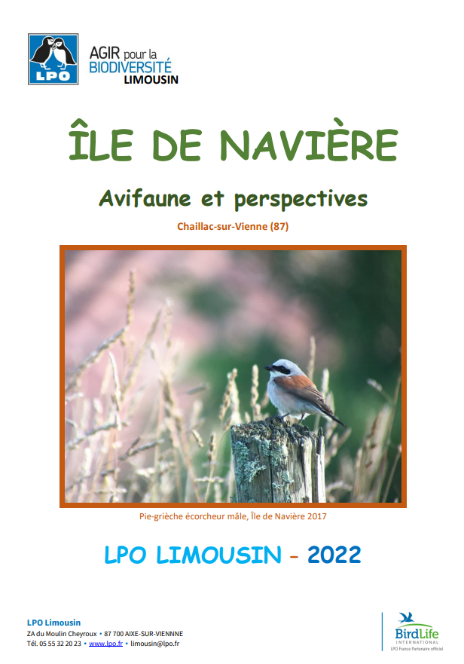 LPO
AGIR pour la
BIODIVERSITÉ
LIMOUSIN
ÎLE DE NAVIÈRE
Avifaune et perspectives
Chaillac-sur-Vienne (87)
Pie-grièche écorcheur mâle, Île de Navière 2017
LPO LIMOUSIN - 2022
LPO Limousin
ZA du Moulin Cheyroux • 87 700 AIXE-SUR-VIENNNE
Tél. 05 55 32 20 23 • www.lpo.fr • limousin@lpo.fr
BirdLife
INTERNATIONAL
LPO France Partenaire officiel